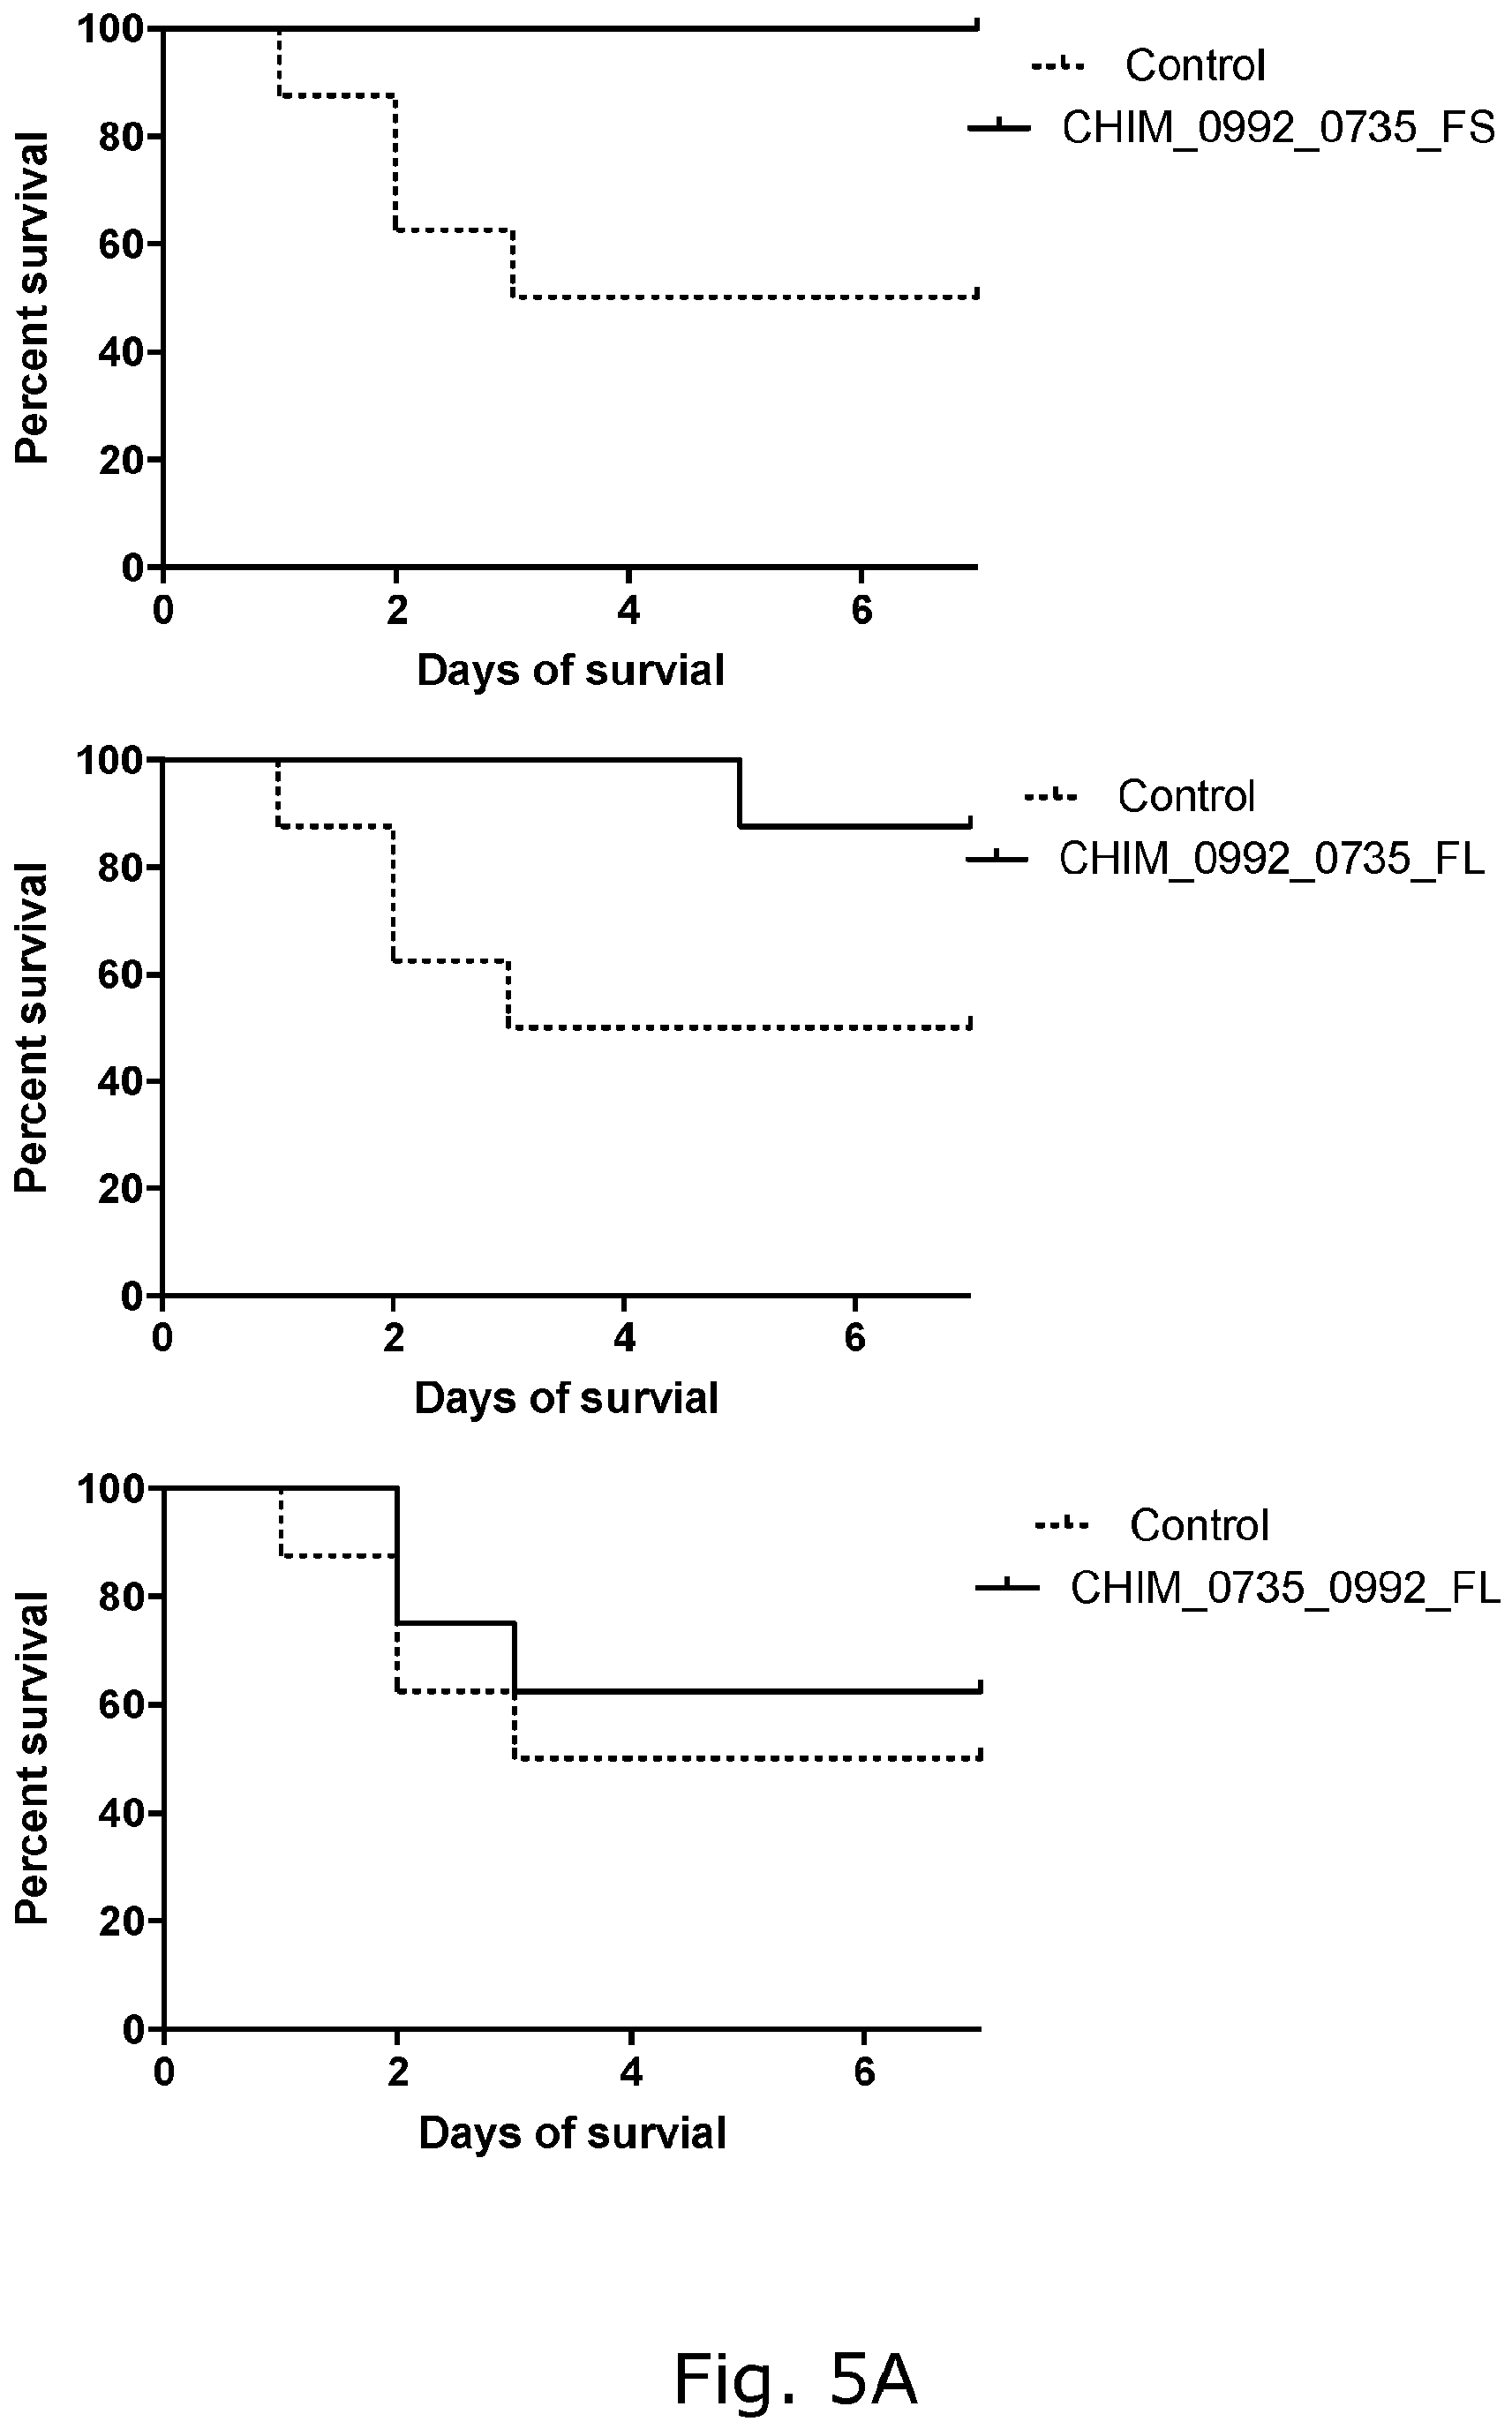 100
80
60
40
20
0
Percent survival
0 2 4 6
Days of survial
Control
CHIM_0992_0735_FS
100
80
60
40
20
0
Percent survival
0 2 4 6
Days of survial
Control
CHIM_0992_0735_FL
100
80
60
40
20
0
Percent survival
0 2 4 6
Days of survial
Control
CHIM_0735_0992_FL
Fig. 5A